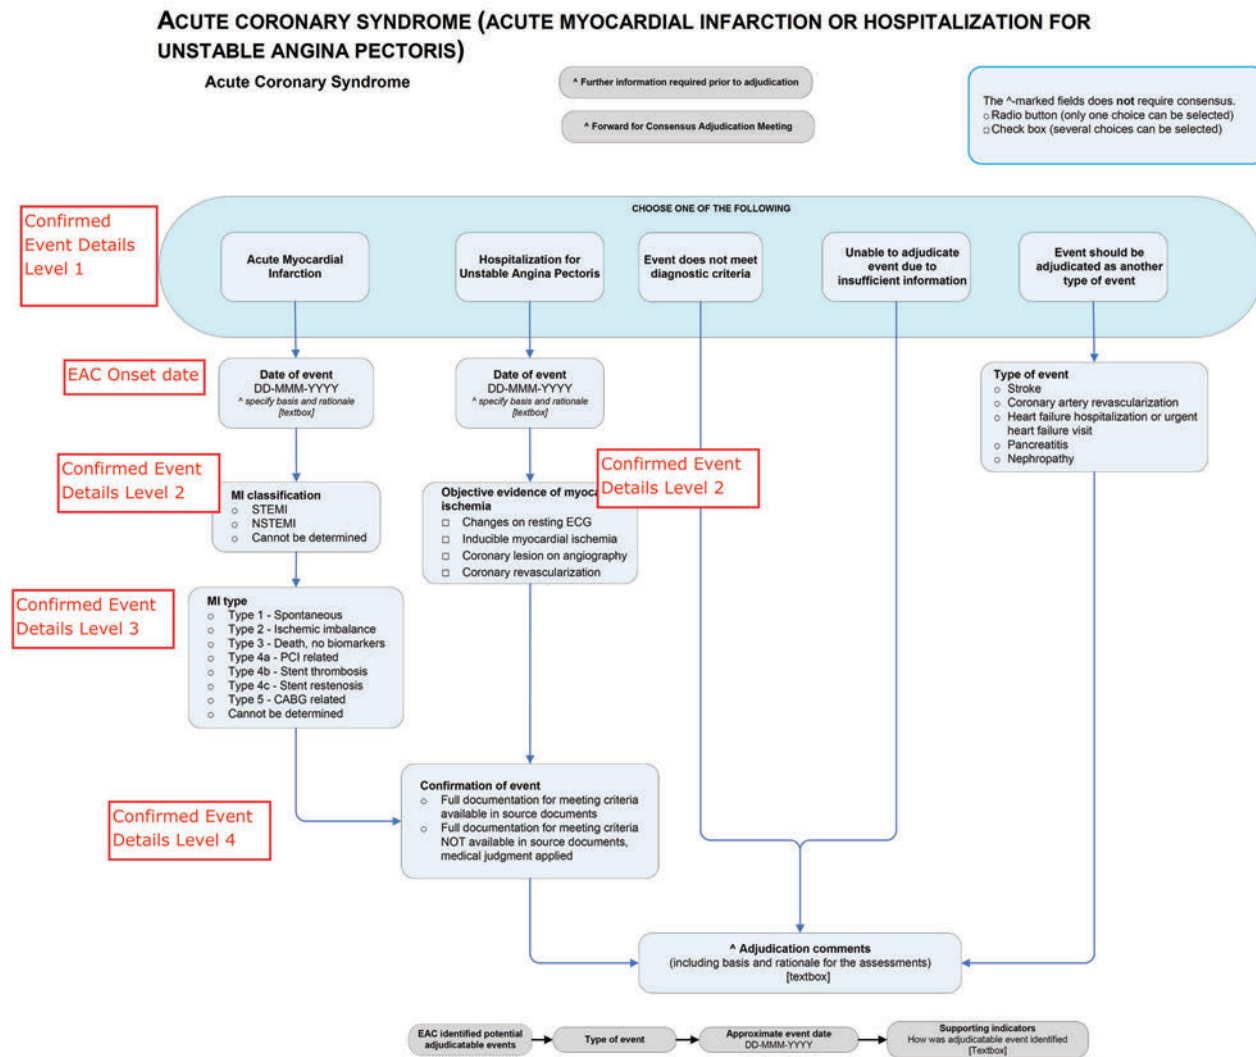 ACUTE CORONARY SYNDROME (ACUTE MYOCARDIAL INFARCTION OR HOSPITALIZATION FOR
UNSTABLE ANGINA PECTORIS)
Acute Coronary Syndrome
^ Further information required prior to adjudication
^ Forward for Consensus Adjudication Meeting
The ^-marked fields does not require consensus.
○ Radio button (only one choice can be selected)
□ Check box (several choices can be selected)
Confirmed
Event Details
Level 1
CHOOSE ONE OF THE FOLLOWING
Acute Myocardial
Infarction
Hospitalization for
Unstable Angina Pectoris
Event does not meet
diagnostic criteria
Unable to adjudicate
event due to
insufficient information
Event should be
adjudicated as another
type of event
EAC Onset date
Date of event
DD-MMM-YYYY
^ specify basis and rationale
[textbox]
Date of event
DD-MMM-YYYY
^ specify basis and rationale
[textbox]
Type of event
○ Stroke
○ Coronary artery revascularization
○ Heart failure hospitalization or urgent
heart failure visit
○ Pancreatitis
○ Nephropathy
Confirmed Event
Details Level 2
MI classification
○ STEMI
○ NSTEMI
○ Cannot be determined
Confirmed Event
Details Level 2
Objective evidence of myoca
ischemia
□ Changes on resting ECG
□ Inducible myocardial ischemia
□ Coronary lesion on angiography
□ Coronary revascularization
Confirmed Event
Details Level 3
MI type
○ Type 1 - Spontaneous
○ Type 2 - Ischemic imbalance
○ Type 3 - Death, no biomarkers
○ Type 4a - PCI related
○ Type 4b - Stent thrombosis
○ Type 4c - Stent restenosis
○ Type 5 - CABG related
○ Cannot be determined
Confirmed Event
Details Level 4
Confirmation of event
○ Full documentation for meeting criteria
available in source documents
○ Full documentation for meeting criteria
NOT available in source documents,
medical judgment applied
^ Adjudication comments
(including basis and rationale for the assessments)
[textbox]
EAC identified potential
adjudicatable events
Type of event
Approximate event date
DD-MMM-YYYY
Supporting indicators
How was adjudicatable event identified
[Textbox]